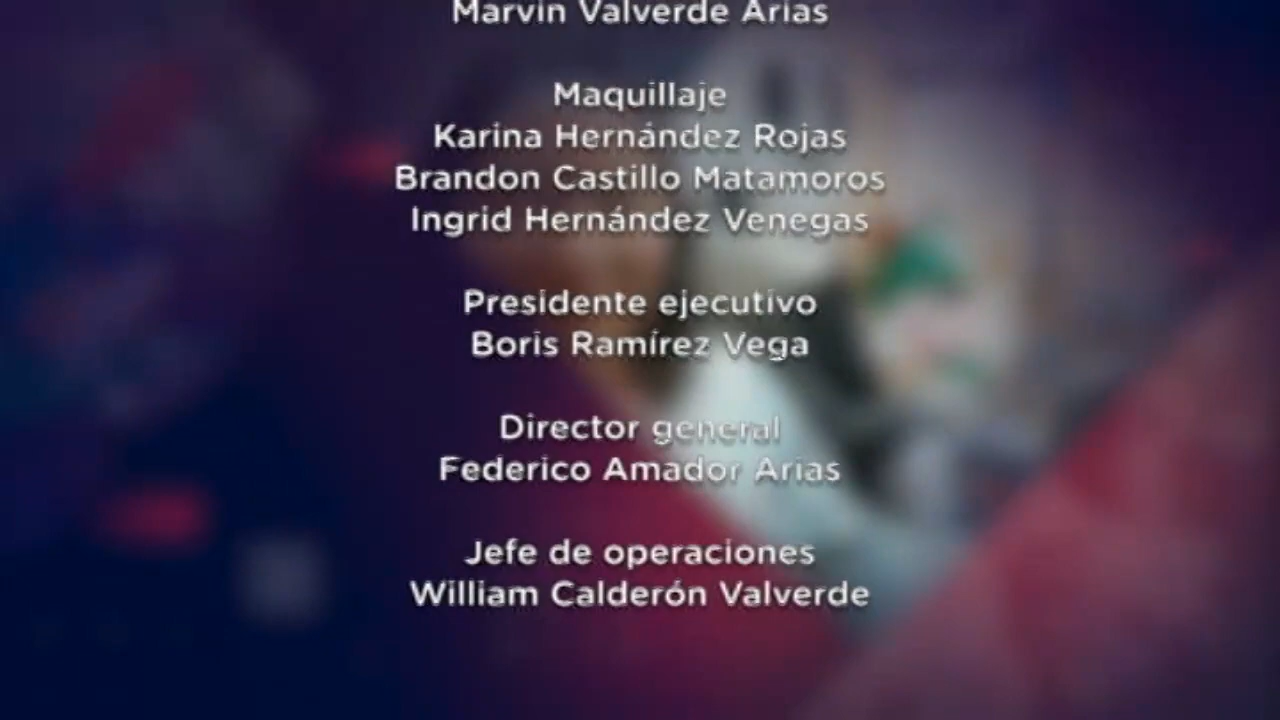 Marvin Valverde Arias
Maquillaje
Karina Hernández Rojas
Brandon Castillo Matamoros
Ingrid Hernández Venegas
Presidente ejecutivo
Boris Ramírez Vega
Director general
Federico Amador Arias
Jefe de operaciones
William Calderón Valverde